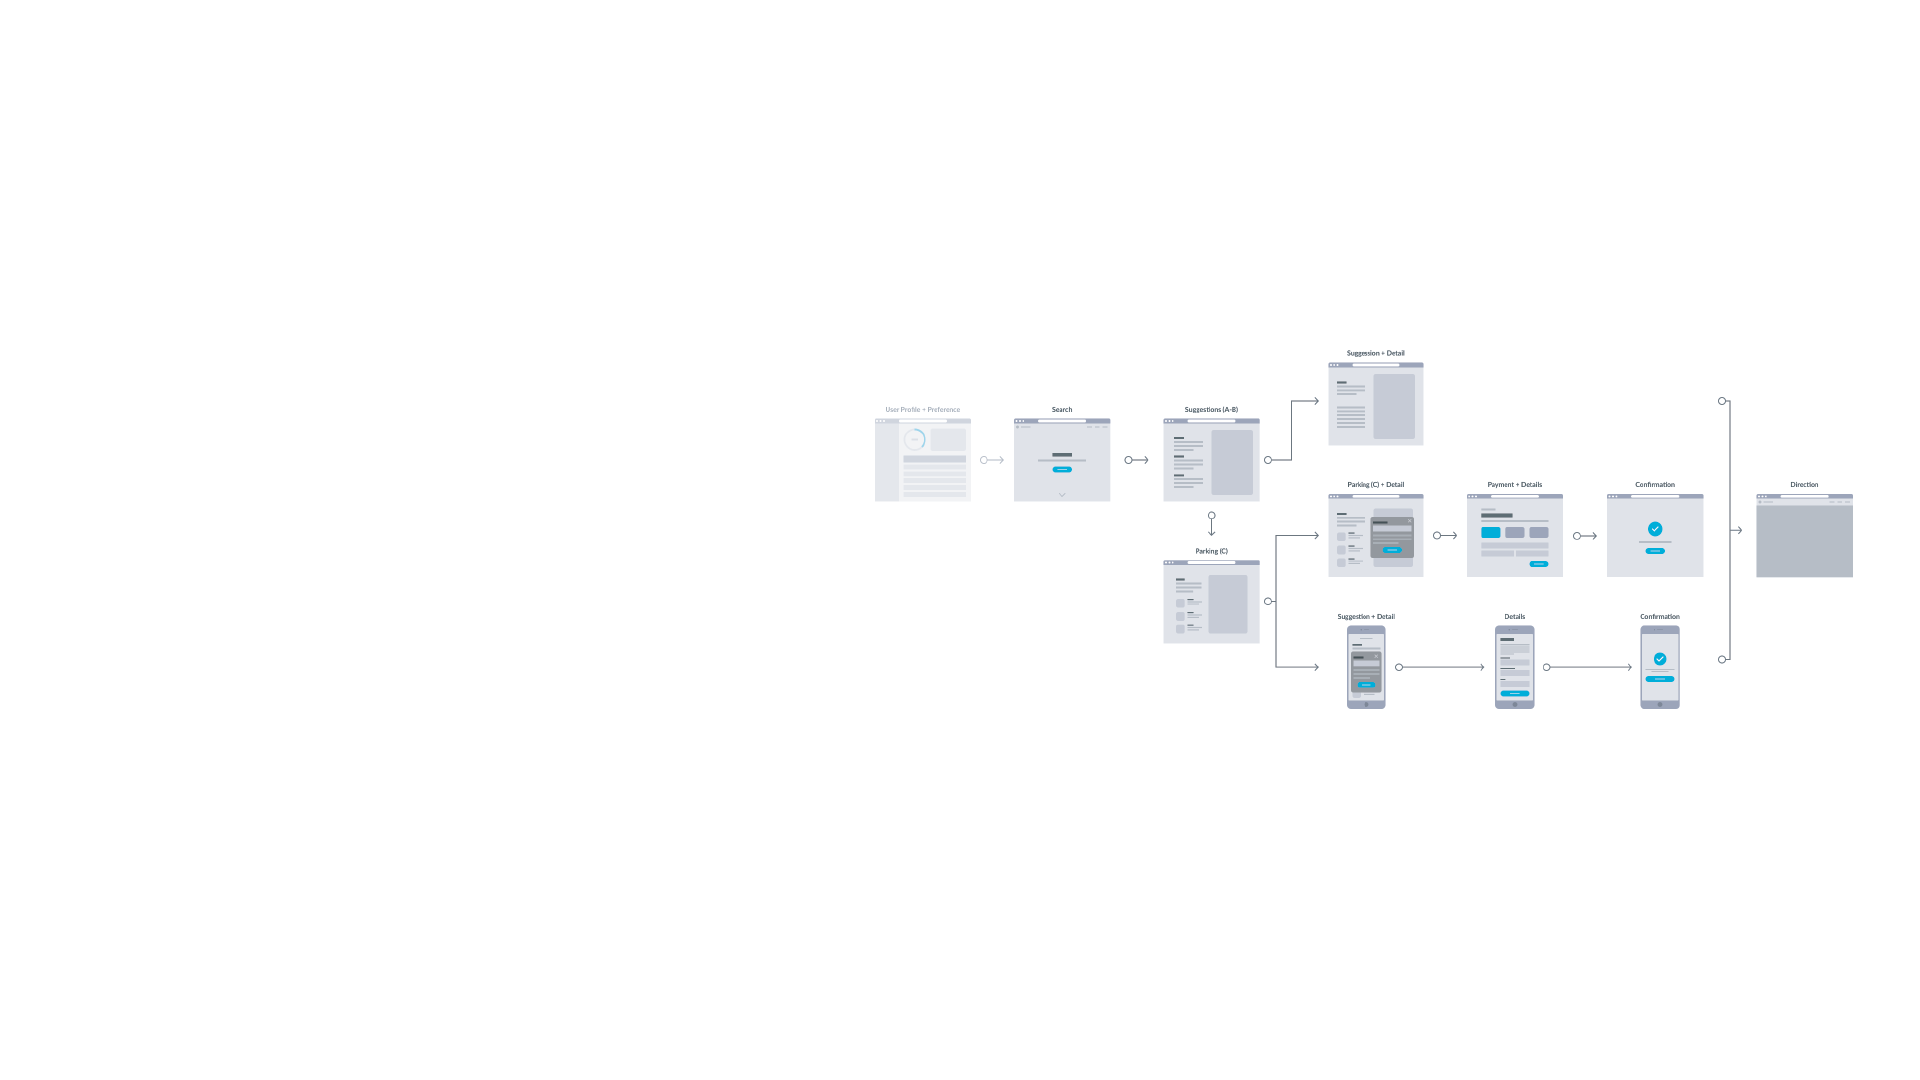 Suggession + Detail
User Profile + Preference
Search
Suggestions (A-B)
Parking (C) + Detail
Payment + Details
Confirmation
Direction
Parking (C)
Suggestion + Detail
Details
Confirmation